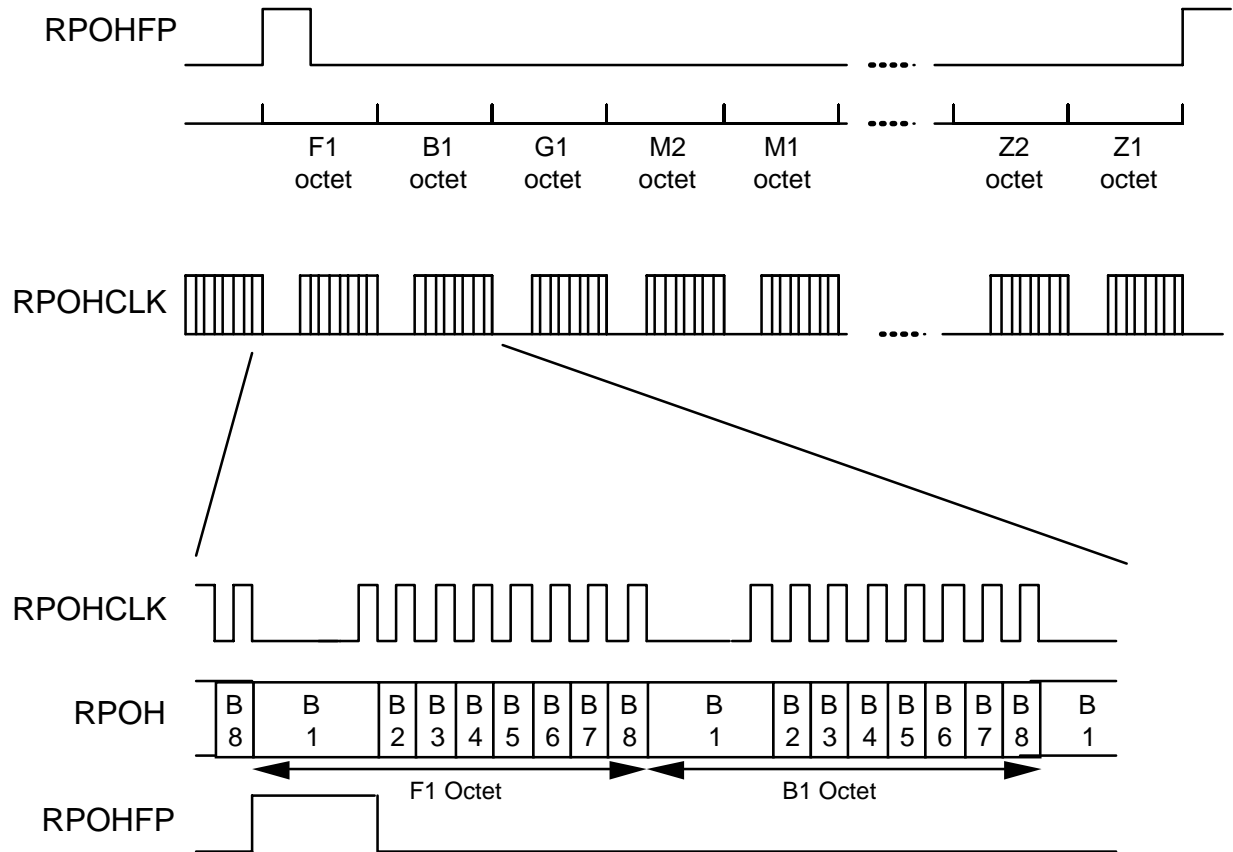 RPOHFP
F1 B1 G1 M2 M1 Z2 Z1
octet octet octet octet octet octet octet
RPOHCLK
RPOHCLK
RPOH
B B B B B B B B B B B B B B B B B B
8 1 2 3 4 5 6 7 8 1 2 3 4 5 6 7 8 1
F1 Octet B1 Octet
RPOHFP